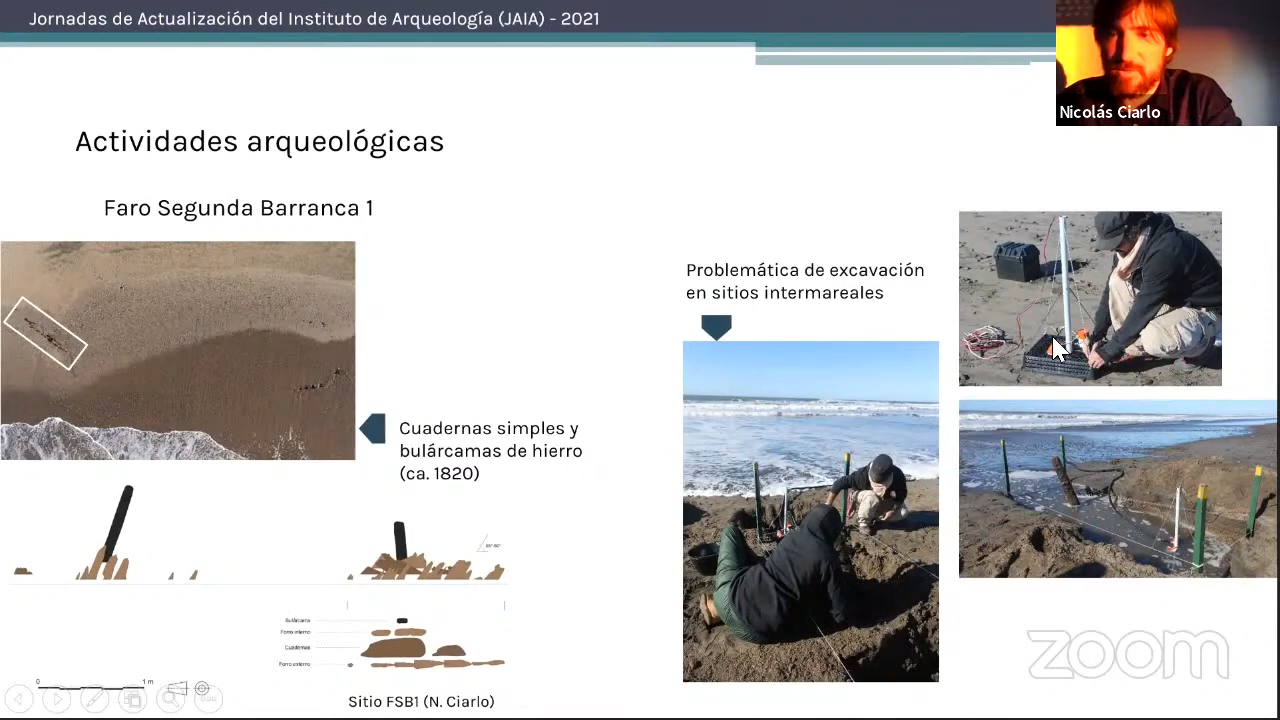 Jornadas de Actualización del Instituto de Arqueología (JAIA) - 2021
Nicolás Ciarlo
Actividades arqueológicas
Faro Segunda Barranca 1
Problemática de excavación
en sitios intermareales
Cuadernas simples y
bulárcamas de hierro
(ca. 1820)
Bulárcama
Forro interno
Cuadernas
Forro externo
0
1 m
Sitio FSB1 (N. Ciarlo)
zoom